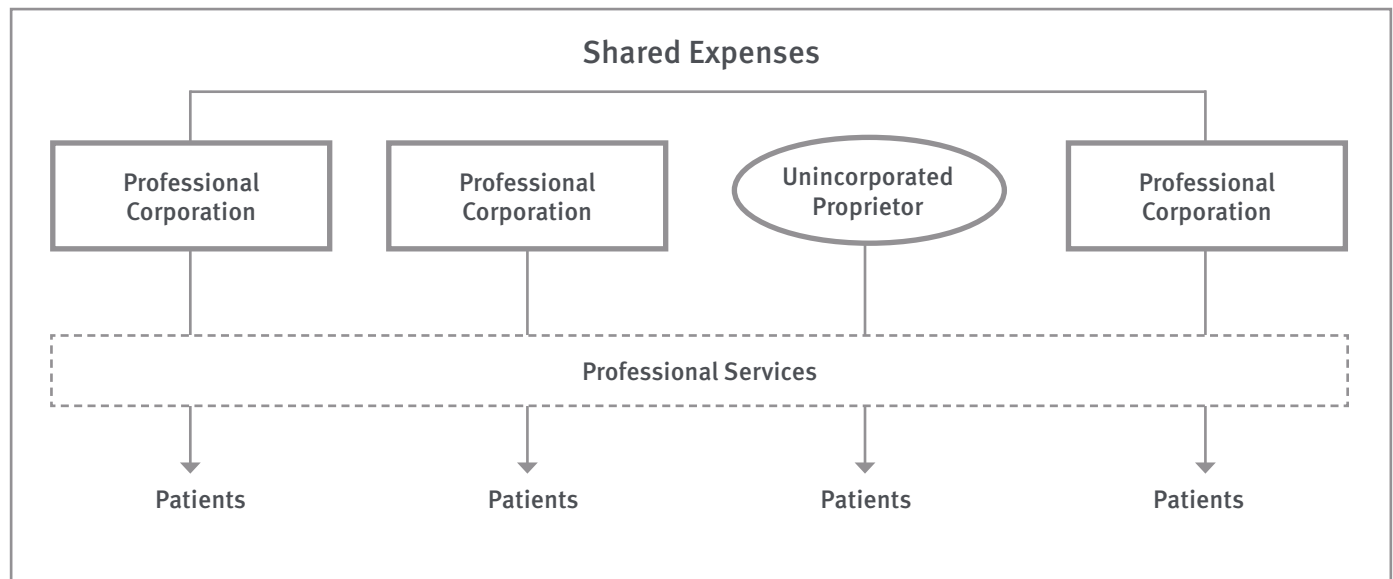 Shared Expenses
Professional
Corporation
Professional
Corporation
Unincorporated
Proprietor
Professional
Corporation
Professional Services
Patients
Patients
Patients
Patients